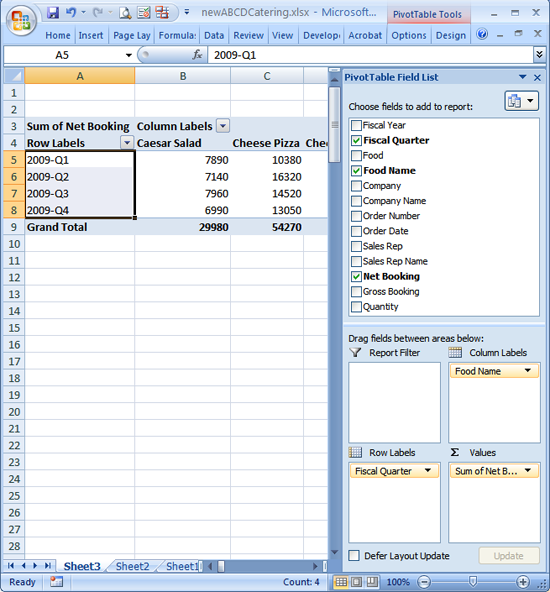 newABCDCatering.xlsx - Microsoft... PivotTable Tools
Home Insert Page Lay Formula: Data Review View Develop Acrobat Options Design
A5 fx 2009-Q1
PivotTable Field List
A B C
1
2
3 Sum of Net Booking Column Labels
4 Row Labels Caesar Salad Cheese Pizza Che
5 2009-Q1 7890 10380
6 2009-Q2 7140 16320
7 2009-Q3 7960 14520
8 2009-Q4 6990 13050
9 Grand Total 29980 54270
10
11
12
13
14
15
16
17
18
19
20
21
22
23
24
25
26
27
28
Choose fields to add to report:
Fiscal Year
Fiscal Quarter
Food
Food Name
Company
Company Name
Order Number
Order Date
Sales Rep
Sales Rep Name
Net Booking
Gross Booking
Quantity
Drag fields between areas below:
Report Filter Column Labels
Food Name
Row Labels Σ Values
Fiscal Quarter Sum of Net B...
Defer Layout Update Update
Sheet3 Sheet2 Sheet1
Ready Count: 4 100%